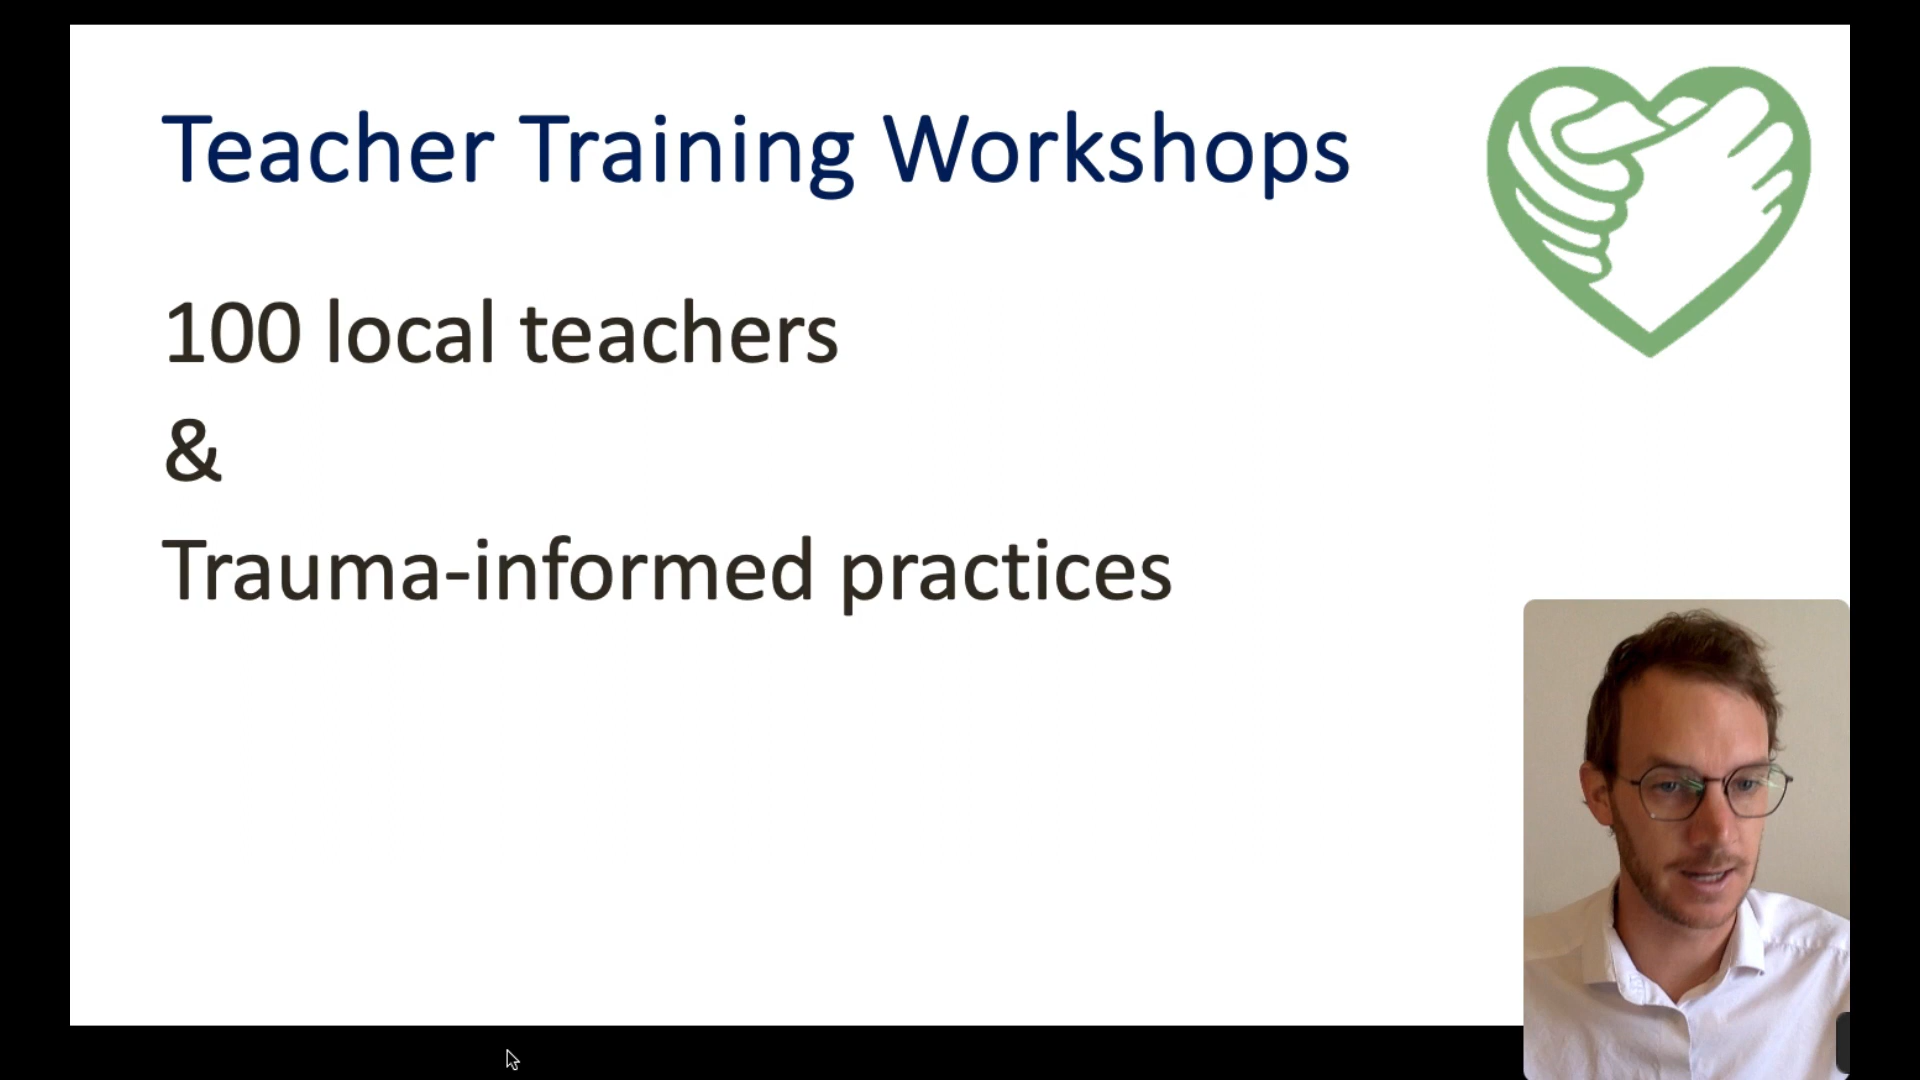 Teacher Training Workshops
100 local teachers
&
Trauma-informed practices